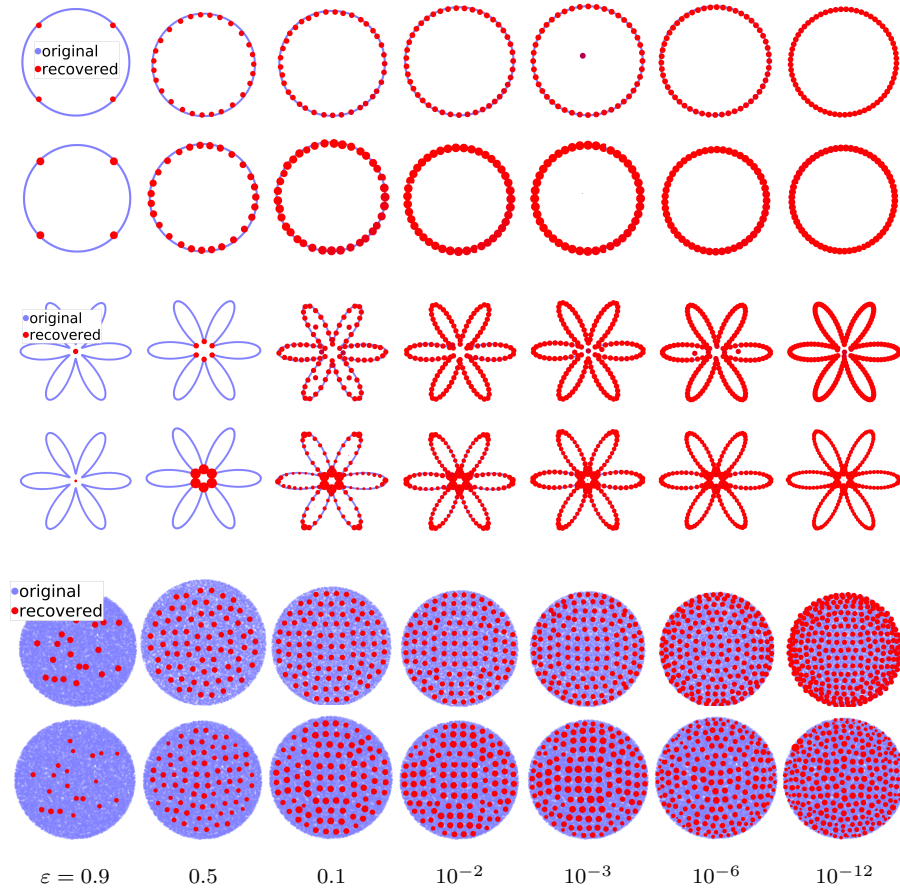 original
recovered
original
recovered
original
recovered
ε = 0.9 0.5 0.1 10⁻² 10⁻³ 10⁻⁶ 10⁻¹²